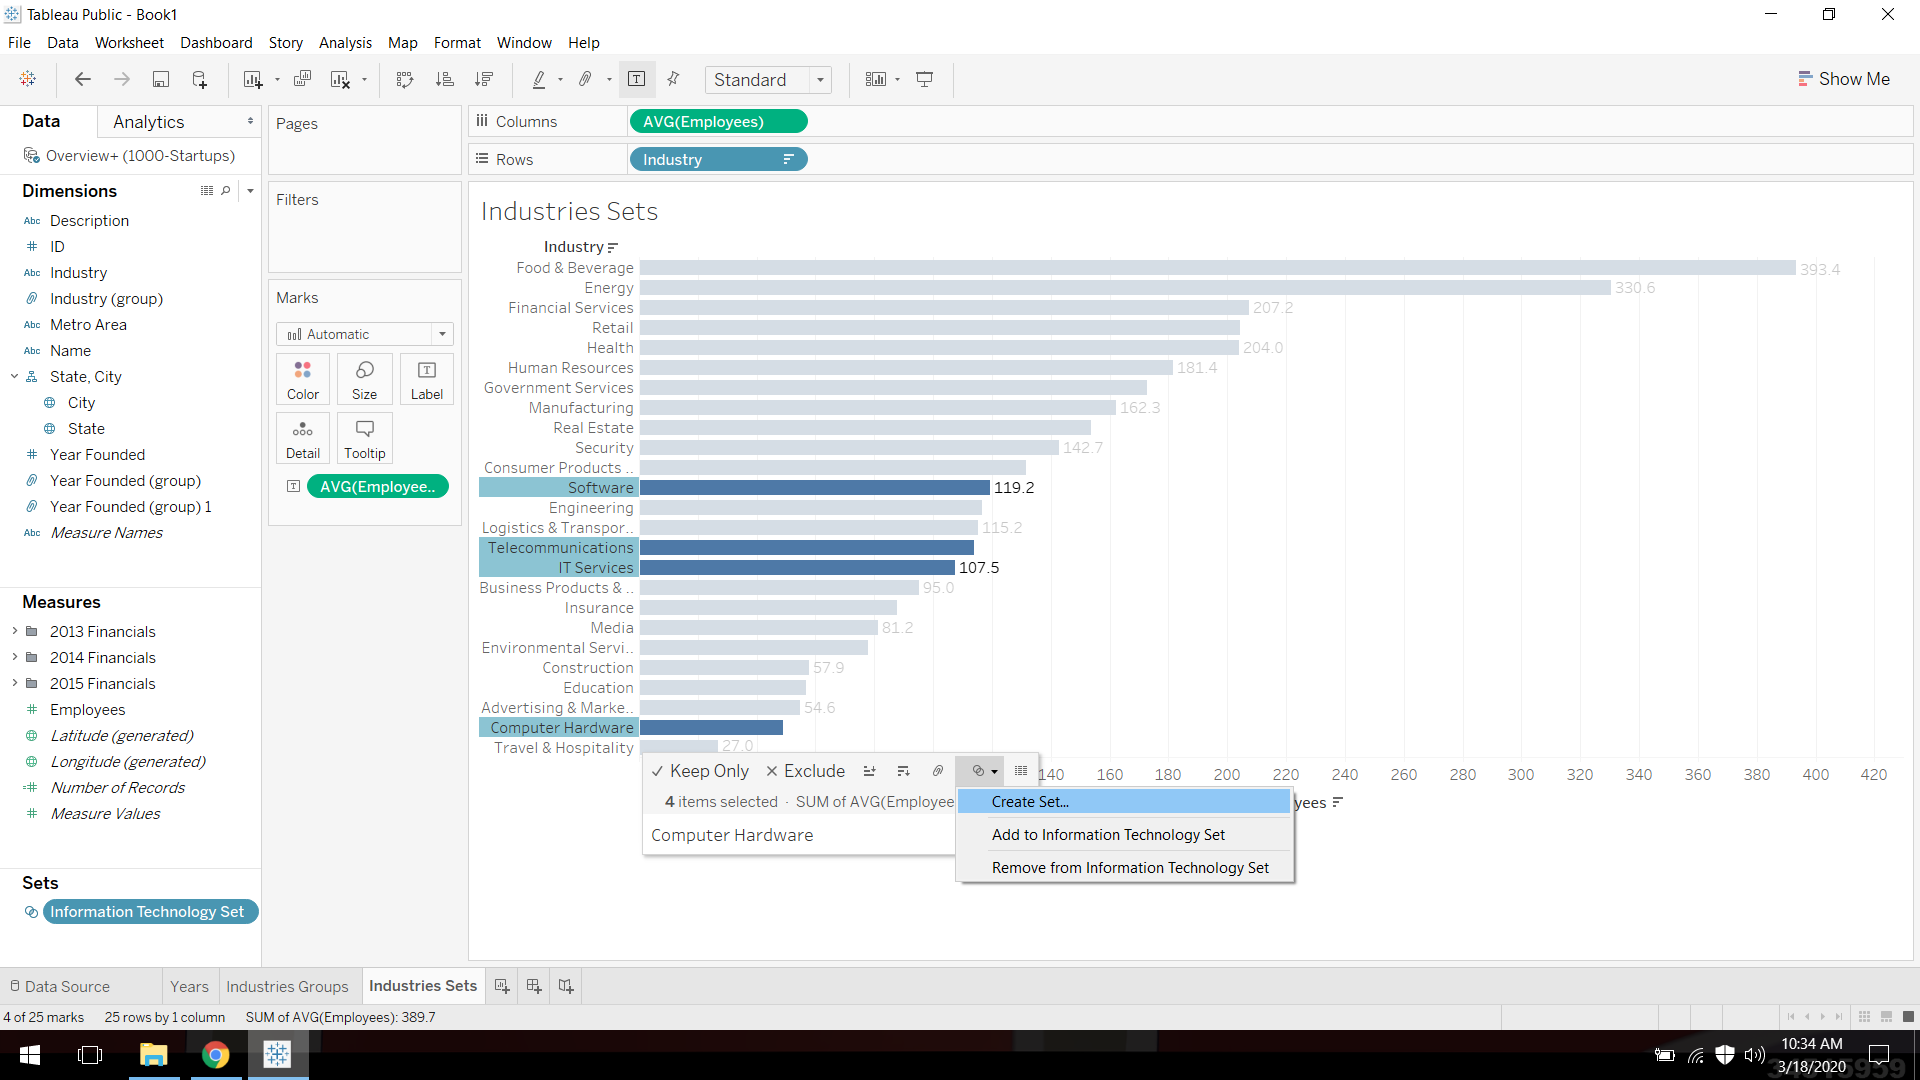 Tableau Public - Book1
File Data Worksheet Dashboard Story Analysis Map Format Window Help
Standard
Show Me
Data
Analytics
Overview+ (1000-Startups)
Dimensions
Abc Description
# ID
Abc Industry
Industry (group)
Abc Metro Area
Abc Name
State, City
City
State
# Year Founded
Year Founded (group)
Year Founded (group) 1
Abc Measure Names
Measures
2013 Financials
2014 Financials
2015 Financials
# Employees
Latitude (generated)
Longitude (generated)
# Number of Records
# Measure Values
Sets
Information Technology Set
Pages
Filters
Marks
Automatic
Color Size Label
Detail Tooltip
AVG(Employee..
Columns
AVG(Employees)
Rows
Industry
Industries Sets
Industry
Food & Beverage 393.4
Energy 330.6
Financial Services 207.2
Retail
Health 204.0
Human Resources 181.4
Government Services
Manufacturing 162.3
Real Estate
Security 142.7
Consumer Products ..
Software 119.2
Engineering
Logistics & Transpor.. 115.2
Telecommunications
IT Services 107.5
Business Products & .. 95.0
Insurance
Media 81.2
Environmental Servi..
Construction 57.9
Education
Advertising & Marke.. 54.6
Computer Hardware
Travel & Hospitality 27.0
140 160 180 200 220 240 260 280 300 320 340 360 380 400 420
yees
Keep Only Exclude
4 items selected · SUM of AVG(Employee
Computer Hardware
Create Set...
Add to Information Technology Set
Remove from Information Technology Set
Data Source Years Industries Groups Industries Sets
4 of 25 marks 25 rows by 1 column SUM of AVG(Employees): 389.7
10:34 AM
3/18/2020